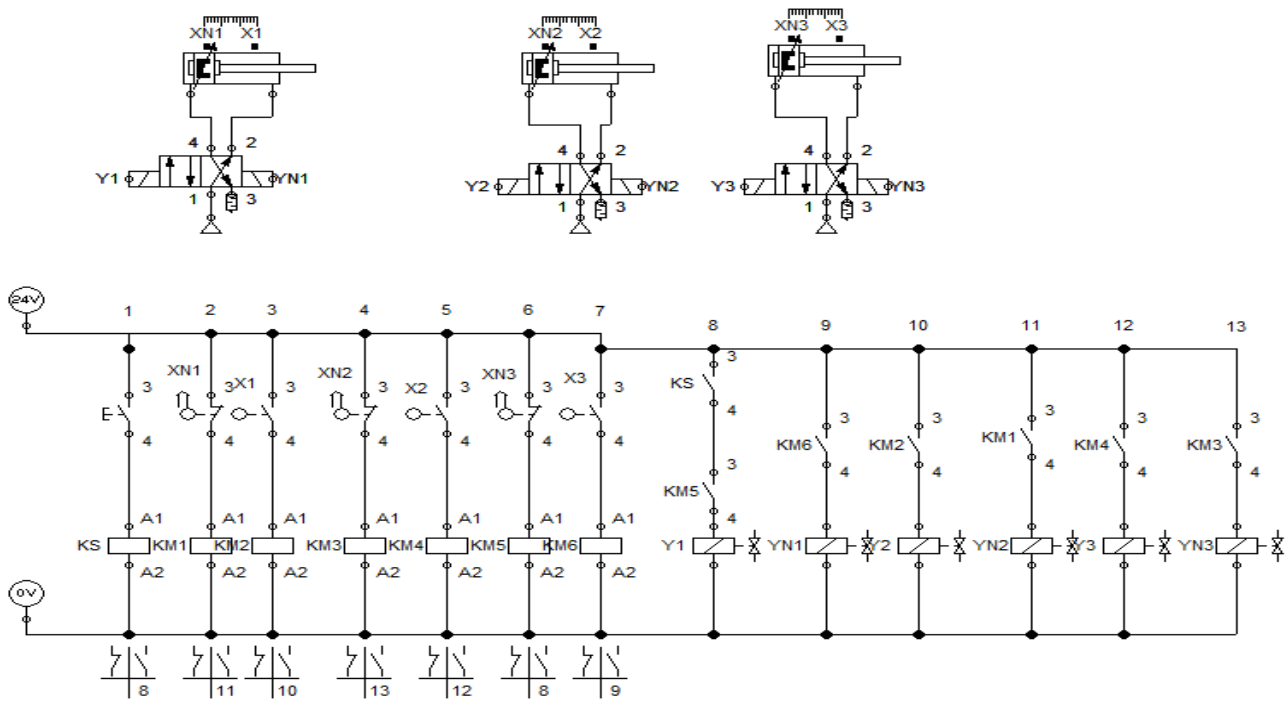 XN1 X1 XN2 X2 XN3 X3
4 2 4 2 4 2
Y1 YN1 Y2 YN2 Y3 YN3
1 3 1 3 1 3
24V 1 2 3 4 5 6 7 8 9 10 11 12 13
XN1 XN2 XN3
3 3 X1 3 3 X2 3 3 X3 3 KS 3 3 3 3 3 3
E KM6 KM2 KM1 KM4 KM3
4 4 4 4 4 4 4 4 4 4 4 4 4
KM5 3
4
A1 A1 A1 A1 A1 A1 A1
KS KM1 KM2 KM3 KM4 KM5 KM6 Y1 YN1 Y2 YN2 Y3 YN3
A2 A2 A2 A2 A2 A2 A2
0V
8 11 10 13 12 8 9